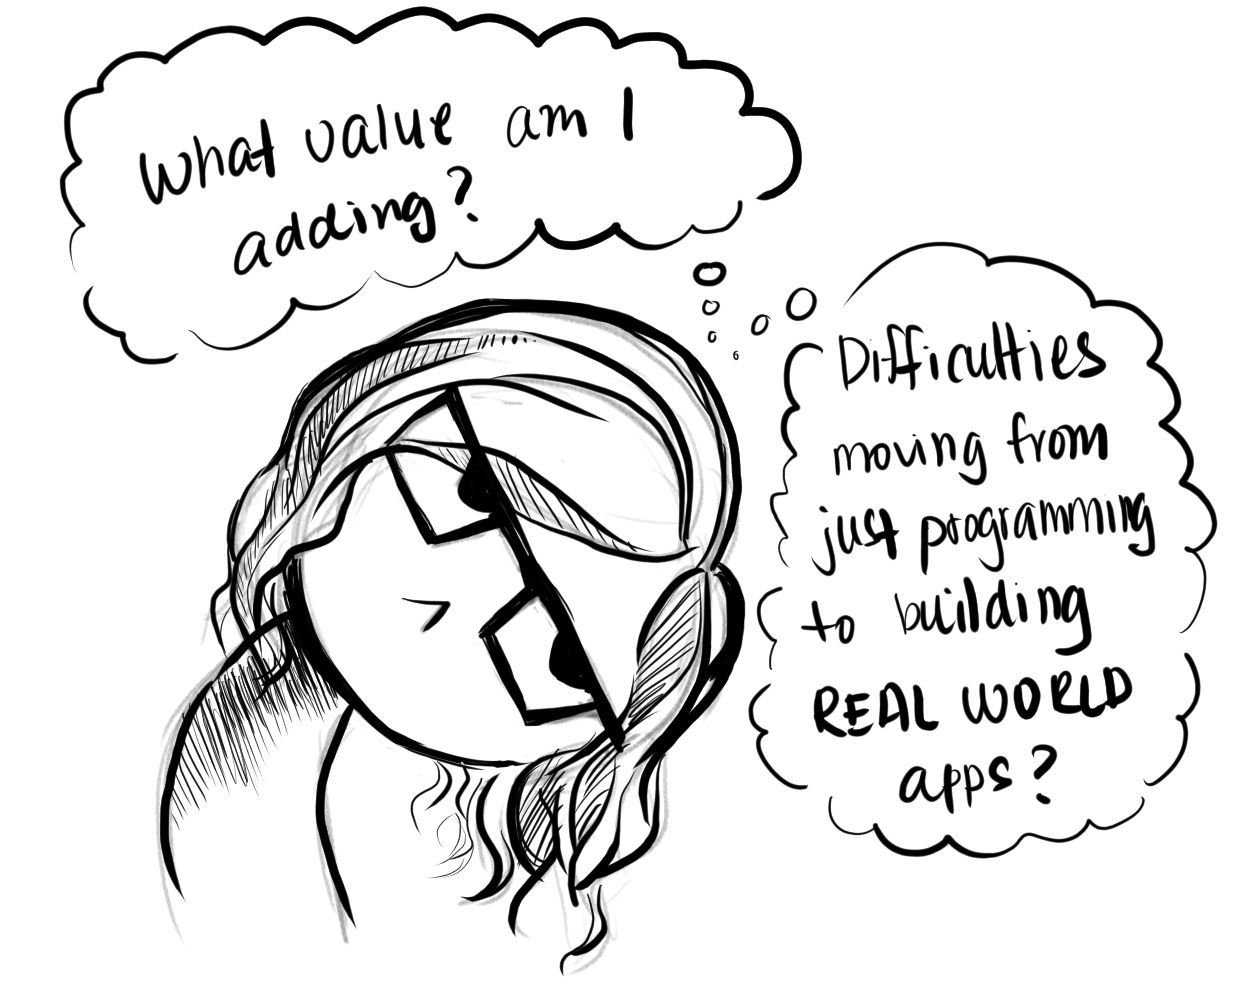 What value am I
adding?
Difficulties
moving from
just programming
to building
REAL WORLD
apps?